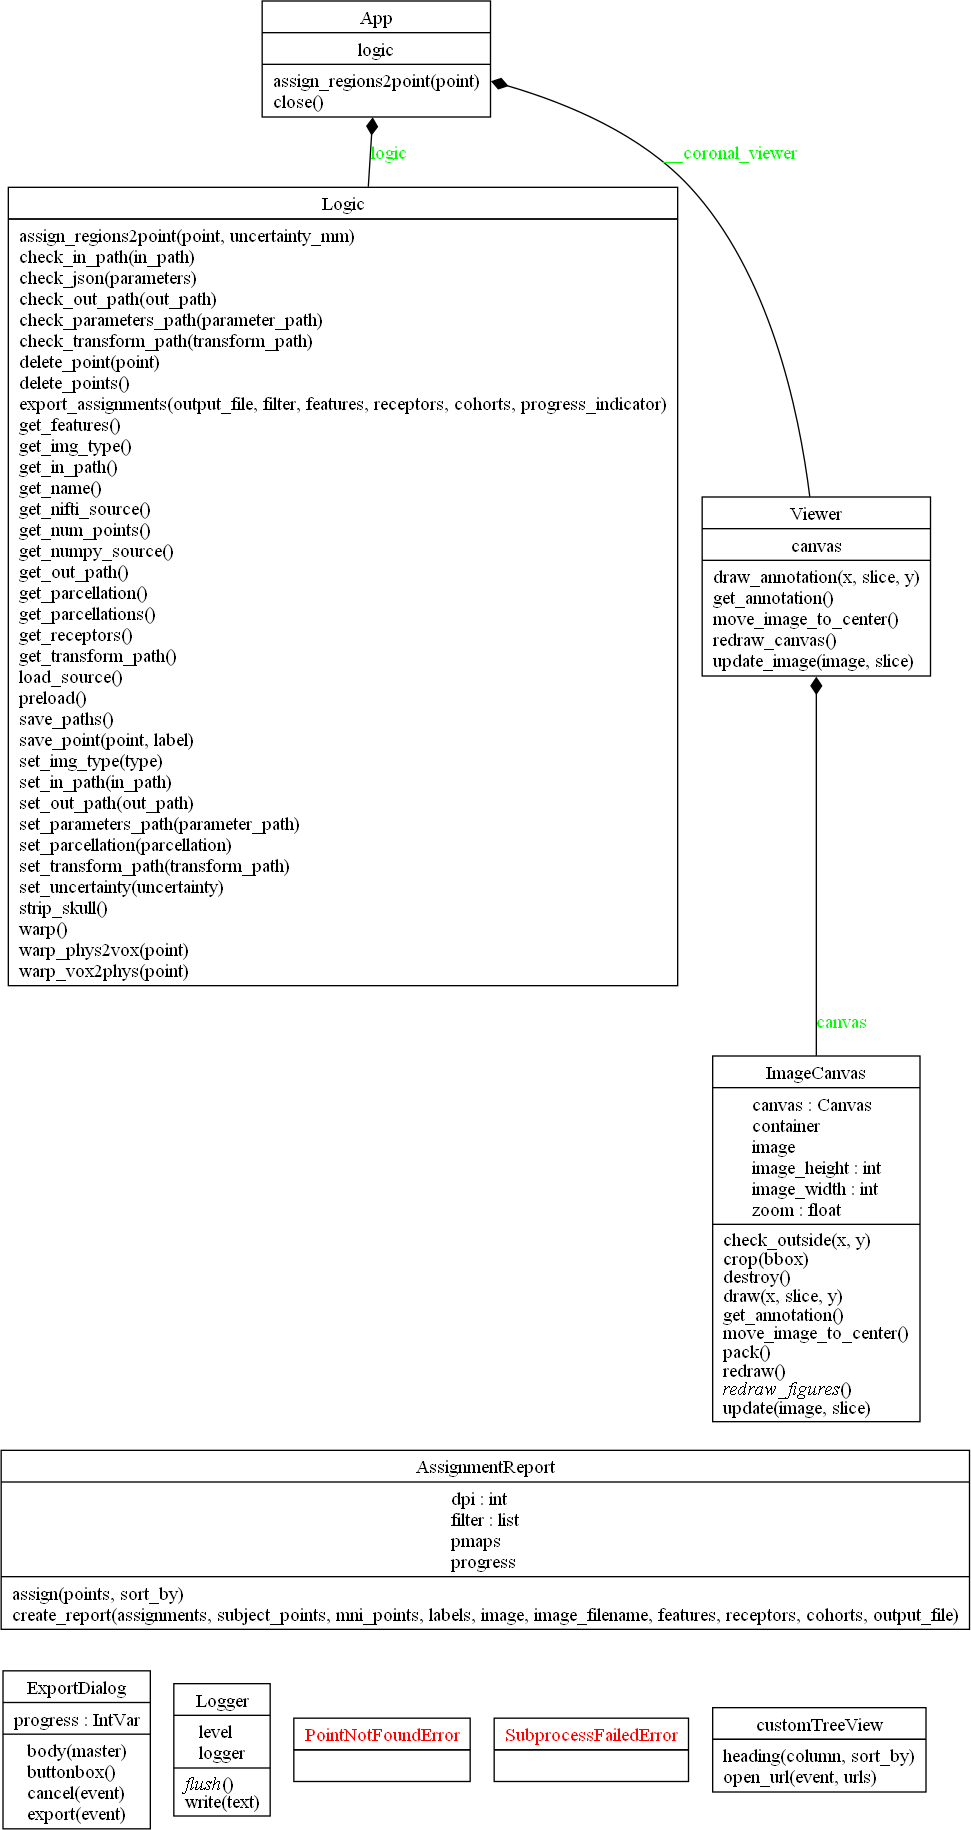 App
logic
assign_regions2point(point)
close()
logic
__coronal_viewer
Logic
assign_regions2point(point, uncertainty_mm)
check_in_path(in_path)
check_json(parameters)
check_out_path(out_path)
check_parameters_path(parameter_path)
check_transform_path(transform_path)
delete_point(point)
delete_points()
export_assignments(output_file, filter, features, receptors, cohorts, progress_indicator)
get_features()
get_img_type()
get_in_path()
get_name()
get_nifti_source()
get_num_points()
get_numpy_source()
get_out_path()
get_parcellation()
get_parcellations()
get_receptors()
get_transform_path()
load_source()
preload()
save_paths()
save_point(point, label)
set_img_type(type)
set_in_path(in_path)
set_out_path(out_path)
set_parameters_path(parameter_path)
set_parcellation(parcellation)
set_transform_path(transform_path)
set_uncertainty(uncertainty)
strip_skull()
warp()
warp_phys2vox(point)
warp_vox2phys(point)
Viewer
canvas
draw_annotation(x, slice, y)
get_annotation()
move_image_to_center()
redraw_canvas()
update_image(image, slice)
canvas
ImageCanvas
canvas : Canvas
container
image
image_height : int
image_width : int
zoom : float
check_outside(x, y)
crop(bbox)
destroy()
draw(x, slice, y)
get_annotation()
move_image_to_center()
pack()
redraw()
redraw_figures()
update(image, slice)
AssignmentReport
dpi : int
filter : list
pmaps
progress
assign(points, sort_by)
create_report(assignments, subject_points, mni_points, labels, image, image_filename, features, receptors, cohorts, output_file)
ExportDialog
progress : IntVar
body(master)
buttonbox()
cancel(event)
export(event)
Logger
level
logger
flush()
write(text)
PointNotFoundError
SubprocessFailedError
customTreeView
heading(column, sort_by)
open_url(event, urls)